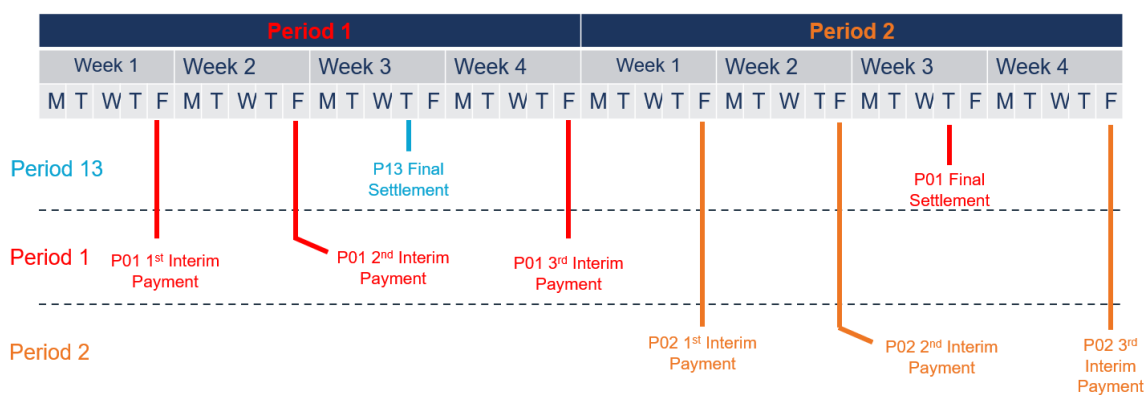 Period 1 Period 2
Week 1 Week 2 Week 3 Week 4 Week 1 Week 2 Week 3 Week 4
M T W T F M T W T F M T W T F M T W T F M T W T F M T W T F M T W T F M T W T F
Period 13
P13 Final
Settlement
P01 Final
Settlement
Period 1
P01 1st Interim
Payment
P01 2nd Interim
Payment
P01 3rd Interim
Payment
Period 2
P02 1st Interim
Payment
P02 2nd Interim
Payment
P02 3rd
Interim
Payment